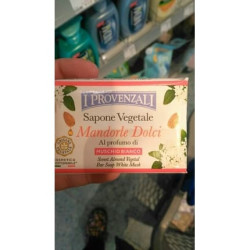 I PROVENZALI
Sapone Vegetale
Mandorle Dolci
Al profumo di
MUSCHIO BIANCO
Sweet Almond Vegetal
Bar Soap White Musk